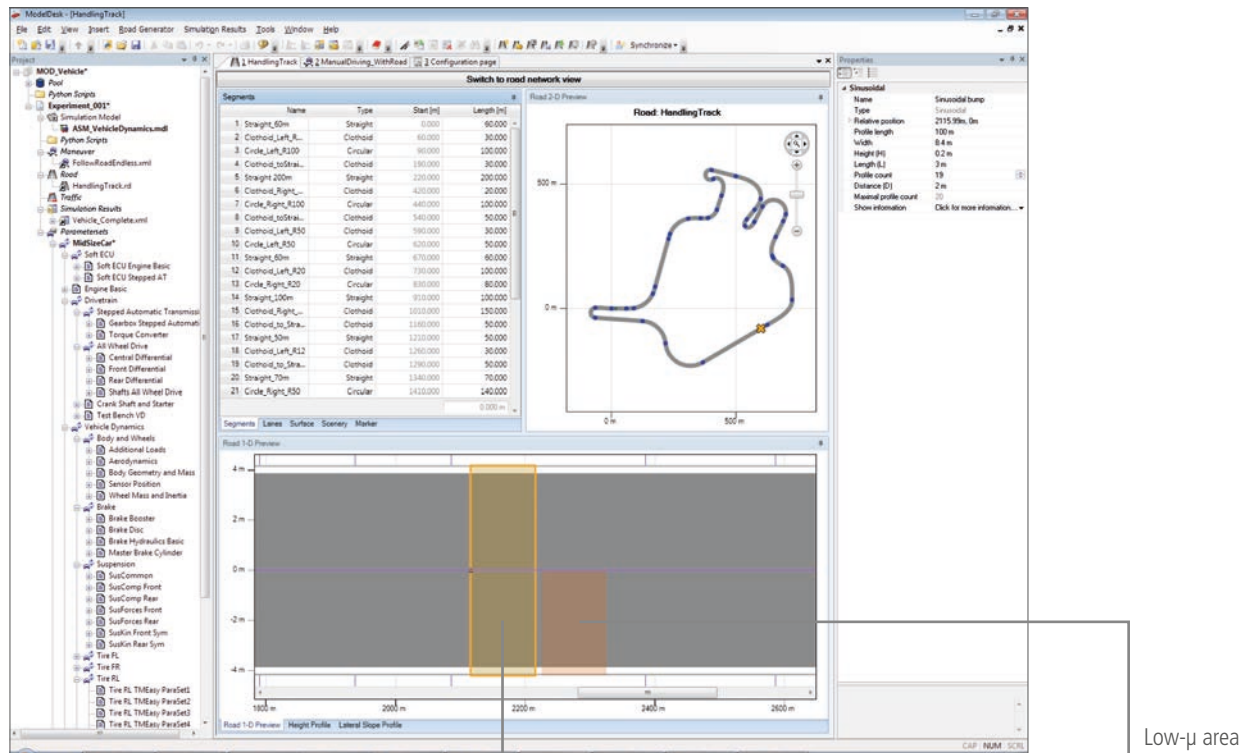 ModelDesk - [HandlingTrack]
File Edit View Insert Road Generator Simulation Results Tools Window Help
Synchronize
Project
MOD_Vehicle*
Pool
Python Scripts
Experiment_001*
Simulation Model
ASM_VehicleDynamics.mdl
Python Scripts
Maneuver
FollowRoadEndless.xml
Road
HandlingTrack.rd
Traffic
Simulation Results
Vehicle_Complete.xml
Parametersets
MidSizeCar*
Soft ECU
Soft ECU Engine Basic
Soft ECU Stepped AT
Engine Basic
Drivetrain
Stepped Automatic Transmissi
Gearbox Stepped Automati
Torque Converter
All Wheel Drive
Central Differential
Front Differential
Rear Differential
Shafts All Wheel Drive
Crank Shaft and Starter
Test Bench VD
Vehicle Dynamics
Body and Wheels
Additional Loads
Aerodynamics
Body Geometry and Mass
Sensor Position
Wheel Mass and Inertia
Brake
Brake Booster
Brake Disc
Brake Hydraulics Basic
Master Brake Cylinder
Suspension
SusCommon
SusComp Front
SusComp Rear
SusForces Front
SusForces Rear
SusKin Front Sym
SusKin Rear Sym
Tire FL
Tire FR
Tire RL
Tire RL TMEasy ParaSet1
Tire RL TMEasy ParaSet2
Tire RL TMEasy ParaSet3
Tire RL TMEasy ParaSet4
1 HandlingTrack 2 ManualDriving_WithRoad 3 Configuration page
Switch to road network view
Segments
Name Type Start [m] Length [m]
1 Straight_60m Straight 0.000 60.000
2 Clothoid_Left_R... Clothoid 60.000 30.000
3 Circle_Left_R100 Circular 90.000 100.000
4 Clothoid_toStrai... Clothoid 190.000 30.000
5 Straight 200m Straight 220.000 200.000
6 Clothoid_Right_... Clothoid 420.000 20.000
7 Circle_Right_R100 Circular 440.000 100.000
8 Clothoid_toStrai... Clothoid 540.000 50.000
9 Clothoid_Left_R50 Clothoid 590.000 30.000
10 Circle_Left_R50 Circular 620.000 50.000
11 Straight_60m Straight 670.000 60.000
12 Clothoid_Left_R20 Clothoid 730.000 100.000
13 Circle_Right_R20 Circular 830.000 80.000
14 Straight_100m Straight 910.000 100.000
15 Clothoid_Right_... Clothoid 1010.000 150.000
16 Clothoid_to_Stra... Clothoid 1160.000 50.000
17 Straight_50m Straight 1210.000 50.000
18 Clothoid_Left_R12 Clothoid 1260.000 30.000
19 Clothoid_to_Stra... Clothoid 1290.000 50.000
20 Straight_70m Straight 1340.000 70.000
21 Circle_Right_R50 Circular 1410.000 140.000
0.000 m
Segments Lanes Surface Scenery Marker
Road 2-D Preview
Road: HandlingTrack
500 m
0 m
0 m 500 m
Road 1-D Preview
4 m
2 m
0 m
-2 m
-4 m
1800 m 2000 m 2200 m 2400 m 2600 m
Road 1-D Preview Height Profile Lateral Slope Profile
Properties
Sinusoidal
Name Sinusoidal bump
Type Sinusoidal
Relative position 2115.99m, 0m
Profile length 100 m
Width 8.4 m
Height (H) 0.2 m
Length (L) 3 m
Profile count 19
Distance (D) 2 m
Maximal profile count 20
Show information Click for more information...
CAP NUM SCRL
Low-μ area